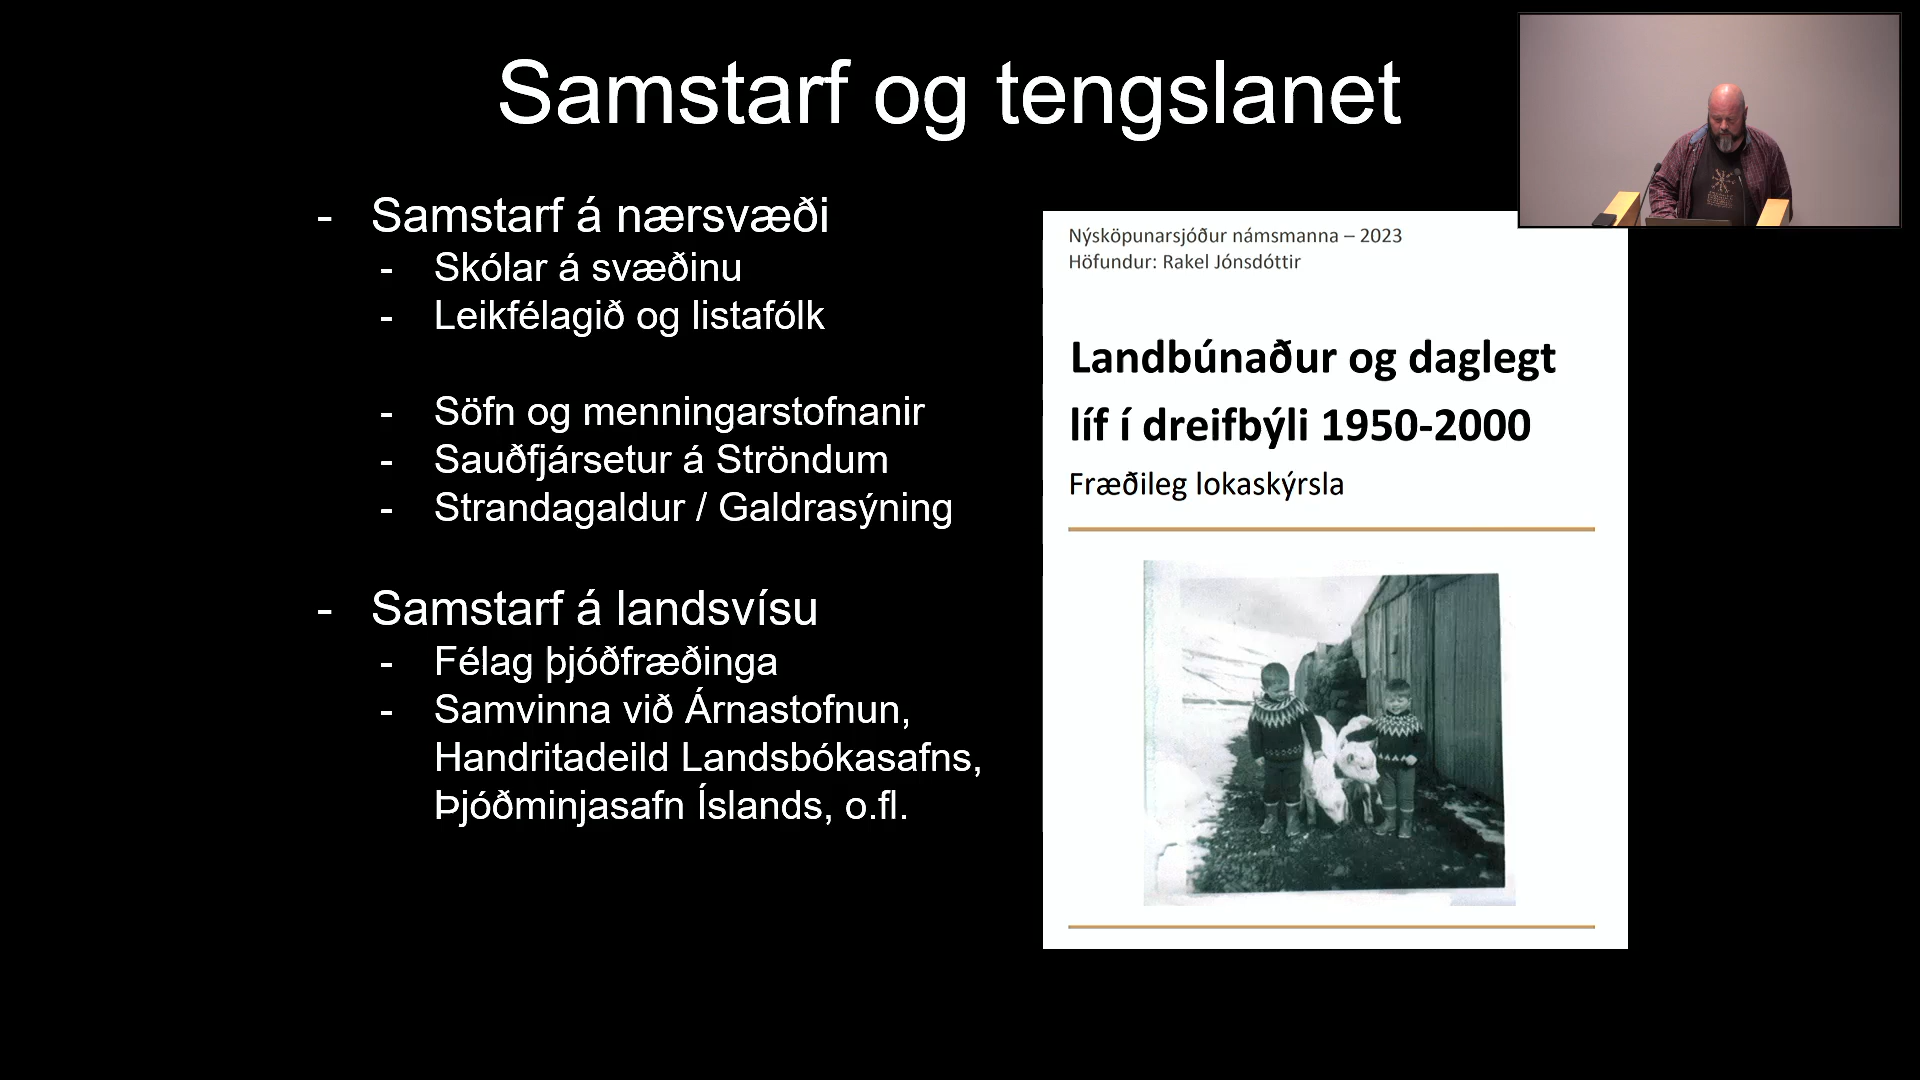 Samstarf og tengslanet
- Samstarf á nærsvæði
- Skólar á svæðinu
- Leikfélagið og listafólk
- Söfn og menningarstofnanir
- Sauðfjársetur á Ströndum
- Strandagaldur / Galdrasýning
- Samstarf á landsvísu
- Félag þjóðfræðinga
- Samvinna við Árnastofnun,
Handritadeild Landsbókasafns,
Þjóðminjasafn Íslands, o.fl.
Nýsköpunarsjóður námsmanna – 2023
Höfundur: Rakel Jónsdóttir
Landbúnaður og daglegt
líf í dreifbýli 1950-2000
Fræðileg lokaskýrsla